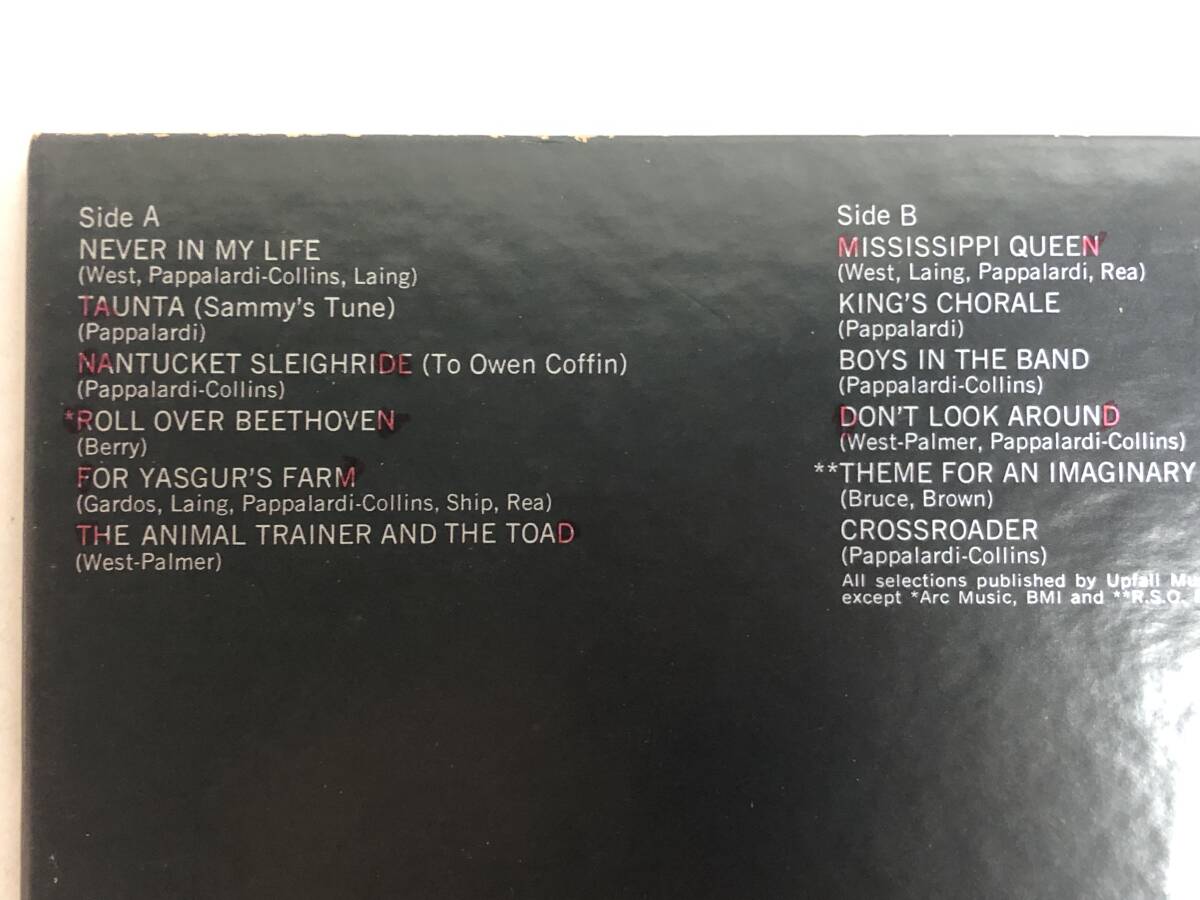 Side A
NEVER IN MY LIFE
(West, Pappalardi-Collins, Laing)
TAUNTA (Sammy's Tune)
(Pappalardi)
NANTUCKET SLEIGHRIDE (To Owen Coffin)
(Pappalardi-Collins)
*ROLL OVER BEETHOVEN
(Berry)
FOR YASGUR'S FARM
(Gardos, Laing, Pappalardi-Collins, Ship, Rea)
THE ANIMAL TRAINER AND THE TOAD
(West-Palmer)
Side B
MISSISSIPPI QUEEN
(West, Laing, Pappalardi, Rea)
KING'S CHORALE
(Pappalardi)
BOYS IN THE BAND
(Pappalardi-Collins)
DON'T LOOK AROUND
(West-Palmer, Pappalardi-Collins)
**THEME FOR AN IMAGINARY
(Bruce, Brown)
CROSSROADER
(Pappalardi-Collins)
All selections published by Upfall
except *Arc Music, BMI and **R.S.O.